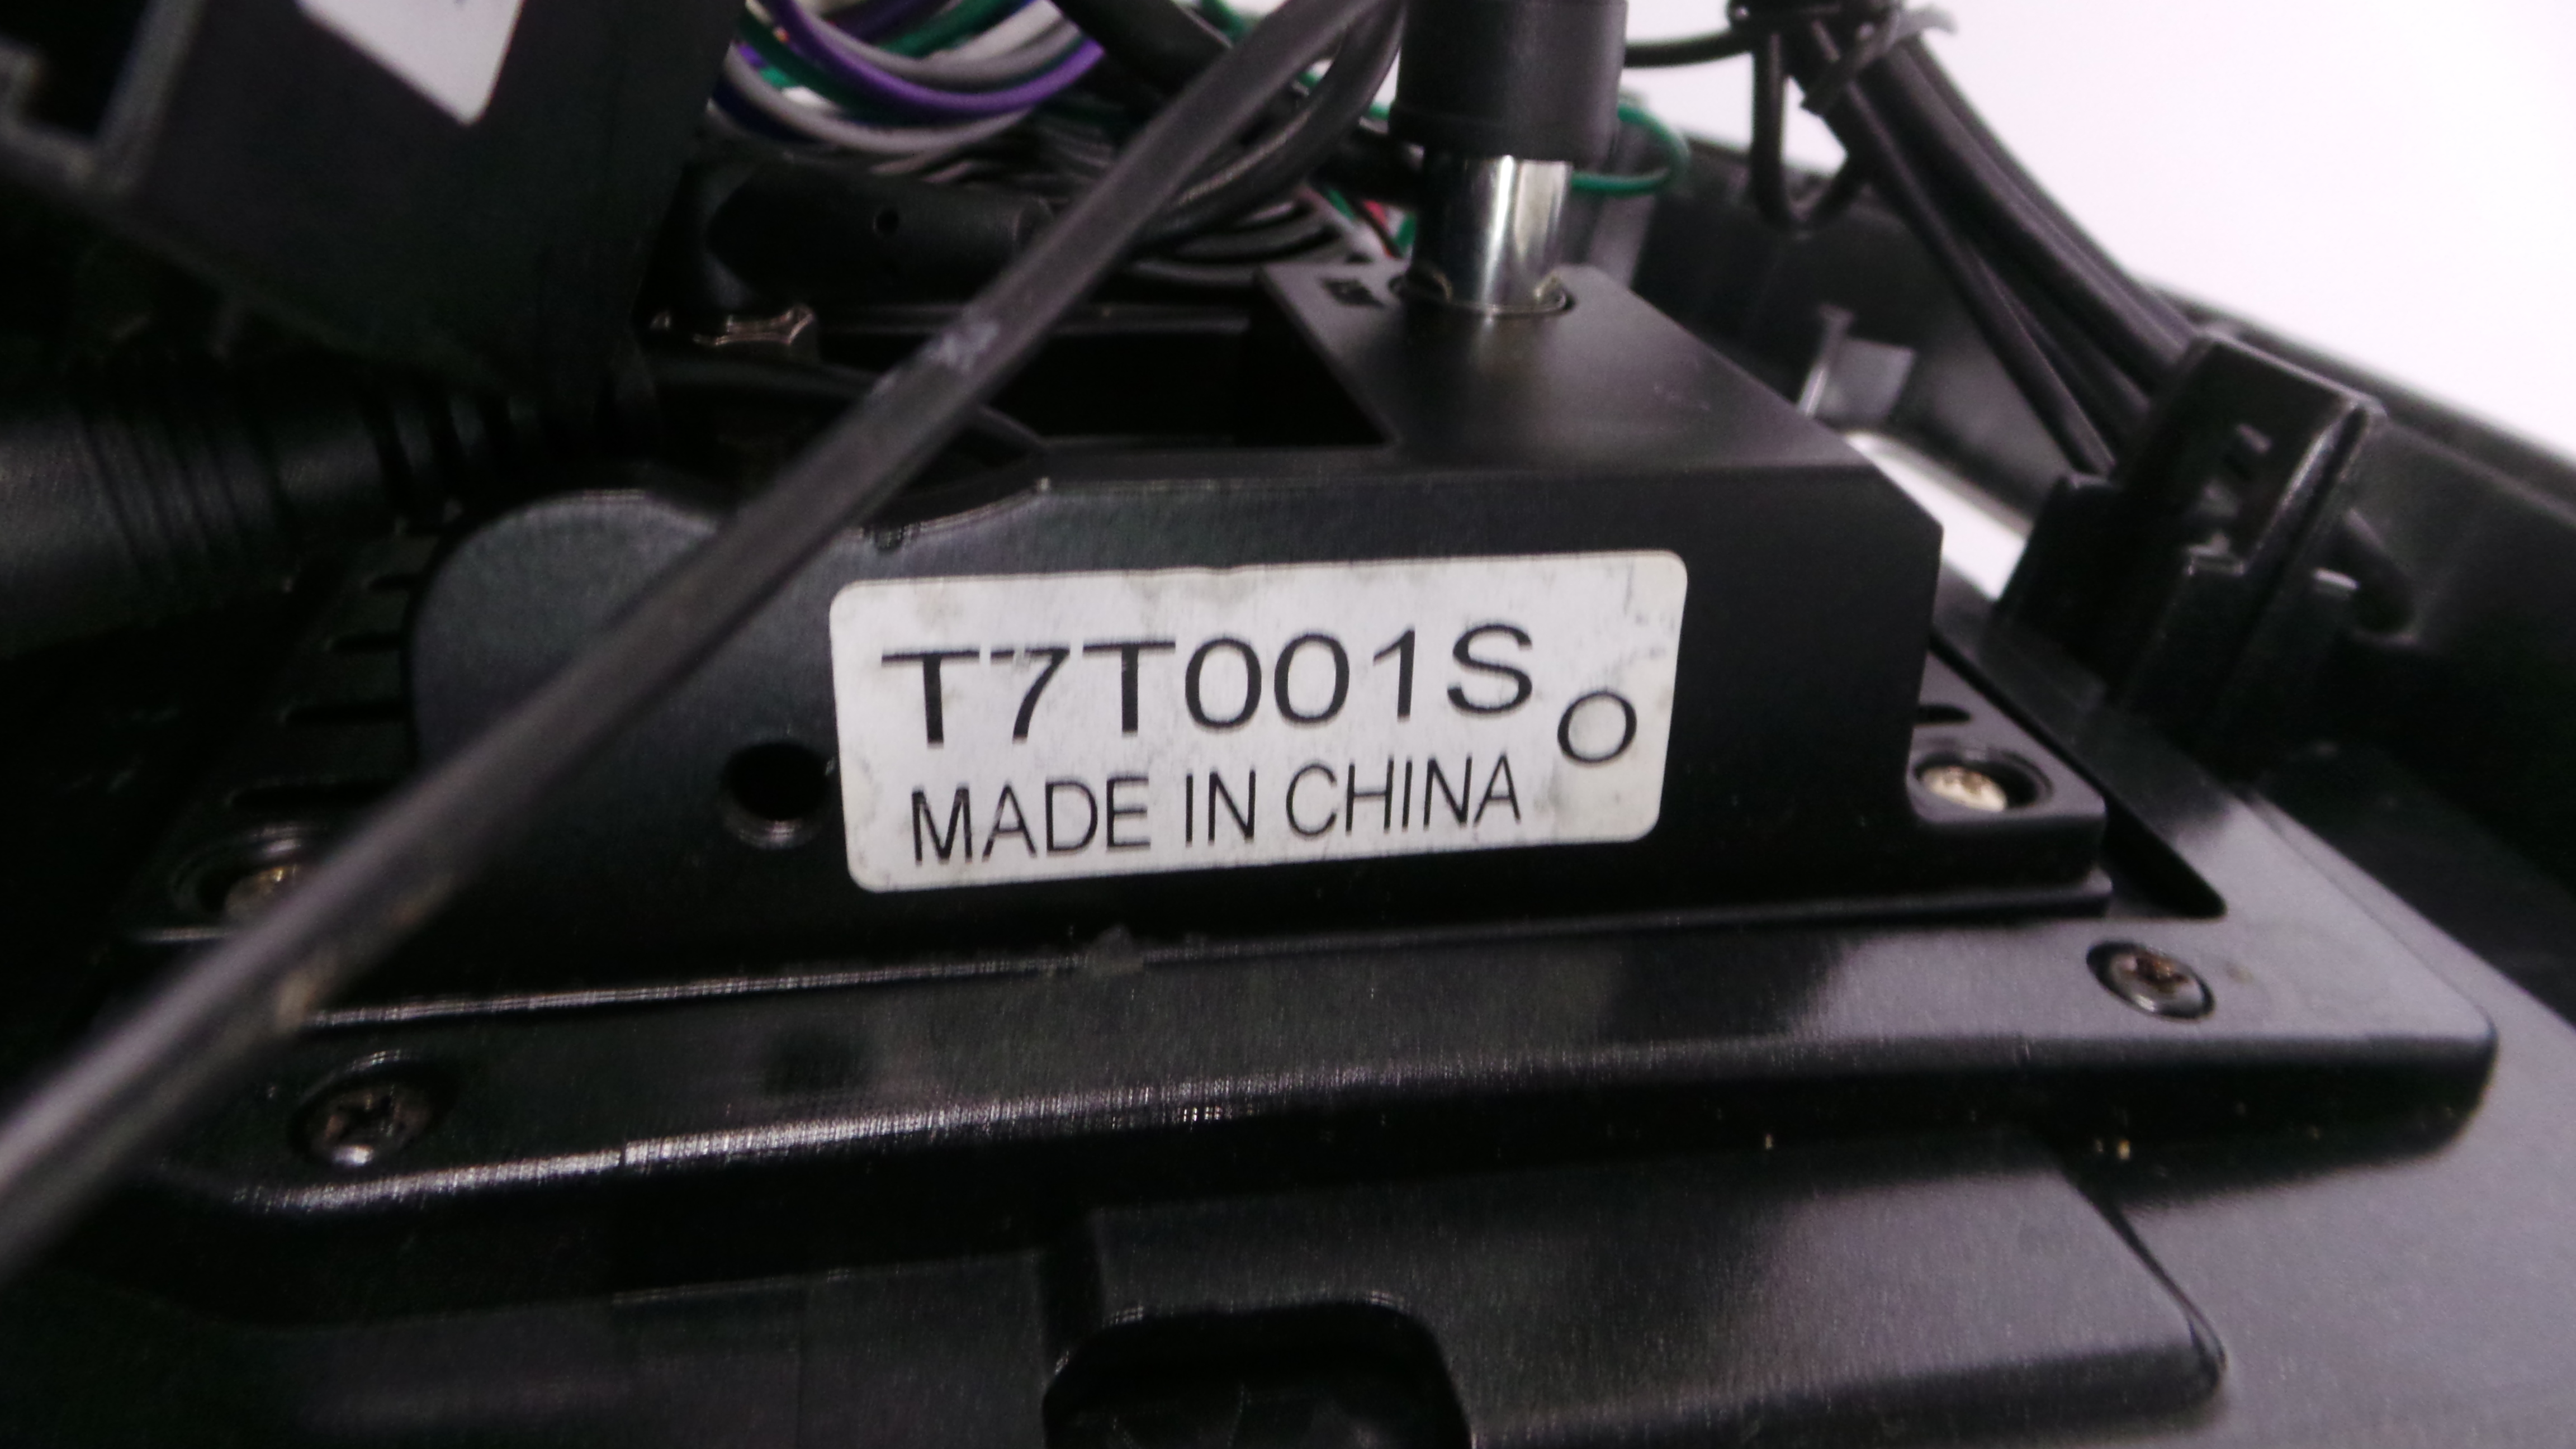 T7T001S O
MADE IN CHINA